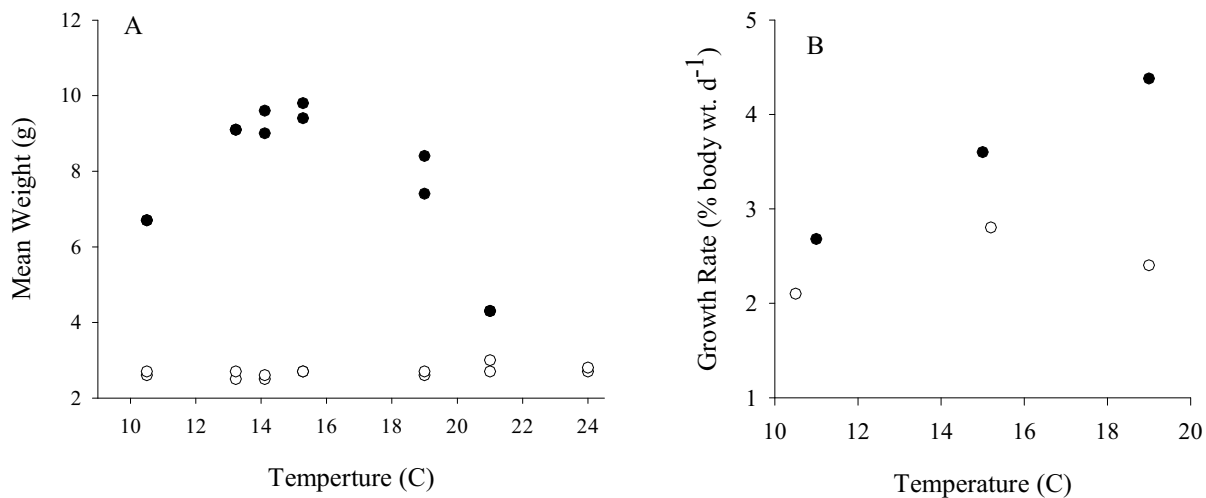 A
Mean Weight (g)
12
10
8
6
4
2
10 12 14 16 18 20 22 24
Temperture (C)
B
Growth Rate (% body wt. d-1)
5
4
3
2
1
10 12 14 16 18 20
Temperature (C)